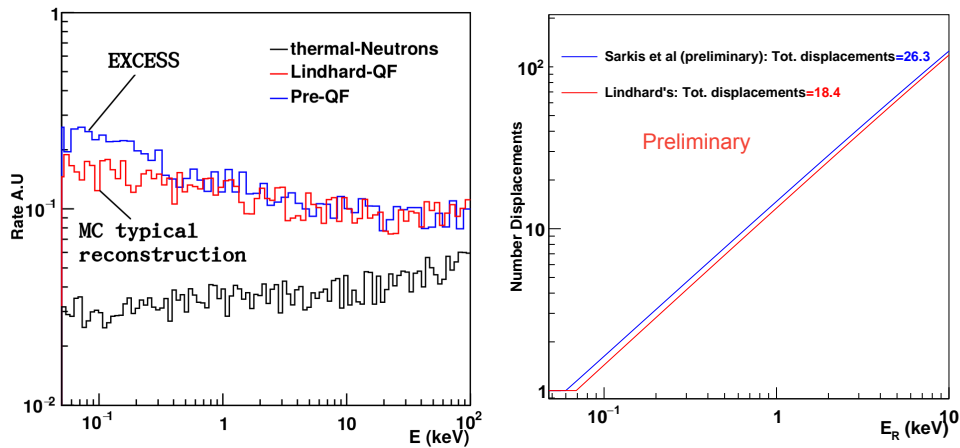 1
10⁻¹
10⁻²
Rate A.U
EXCESS
MC typical
reconstruction
thermal-Neutrons
Lindhard-QF
Pre-QF
10⁻¹
1
10
10²
E (keV)
10²
10
1
Number Displacements
Sarkis et al (preliminary): Tot. displacements=26.3
Lindhard's: Tot. displacements=18.4
Preliminary
10⁻¹
1
10
E_R (keV)